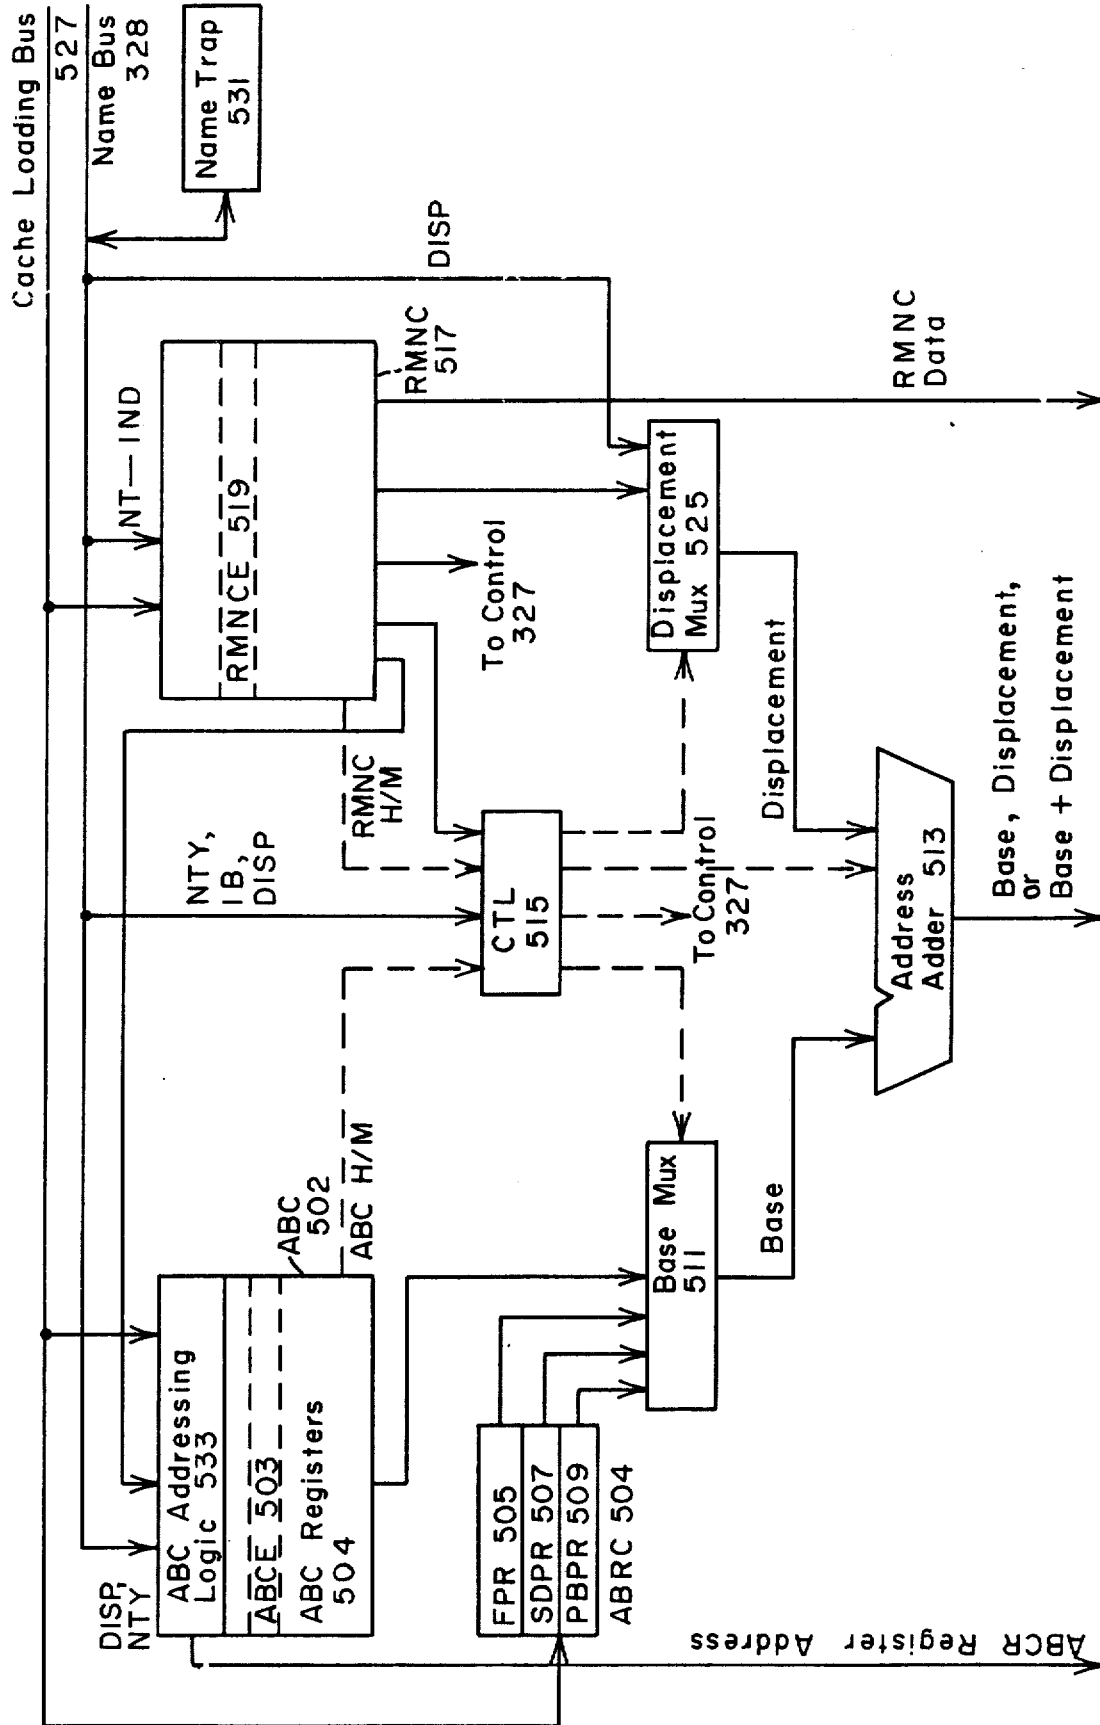 Cache Loading Bus
527
Name Bus
328
Name Trap
531
DISP,
NTY
ABC Addressing
Logic 533
ABCE 503
ABC Registers
504
ABC
502
ABC H/M
NTY,
IB,
DISP
RMNC
H/M
NT—IND
RMNCE 519
RMNC
517
DISP
CTL
515
To Control
327
To Control
327
FPR 505
SDPR 507
PBPR 509
ABRC 504
Base Mux
511
Displacement
Mux 525
Base
Displacement
Address
Adder 513
ABCR Register Address
Base, Displacement,
or
Base + Displacement
RMNC
Data